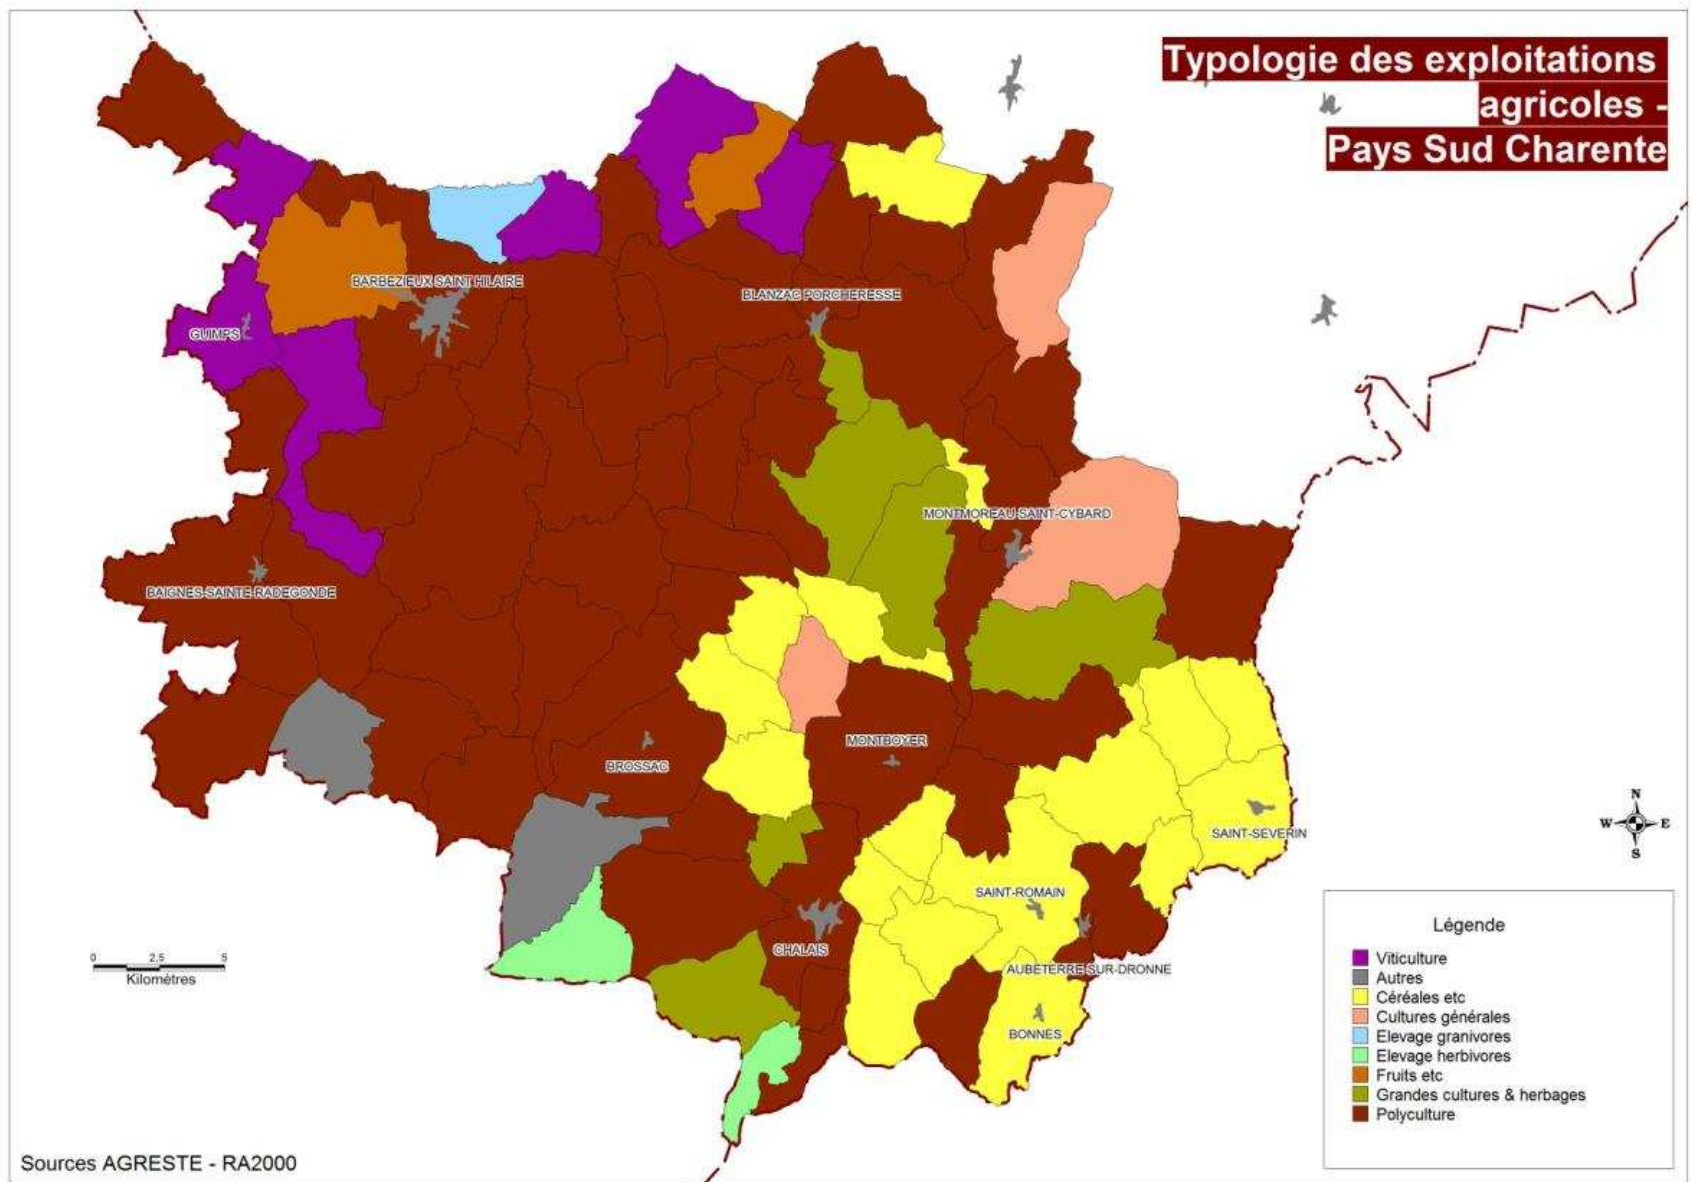 Typologie des exploitations
agricoles -
Pays Sud Charente
BARBEZIEUX SAINT HILAIRE
BLANZAC PORCHERESSE
GUIMPS
MONTMOREAU-SAINT-CYBARD
BAIGNES-SAINTE-RADEGONDE
MONTBOYER
BROSSAC
SAINT-SEVERIN
SAINT-ROMAIN
CHALAIS
AUBETERRE SUR-DRONNE
BONNES
N
W E
S
0 2.5 5
Kilomètres
Légende
Viticulture
Autres
Céréales etc
Cultures générales
Elevage granivores
Elevage herbivores
Fruits etc
Grandes cultures & herbages
Polyculture
Sources AGRESTE - RA2000